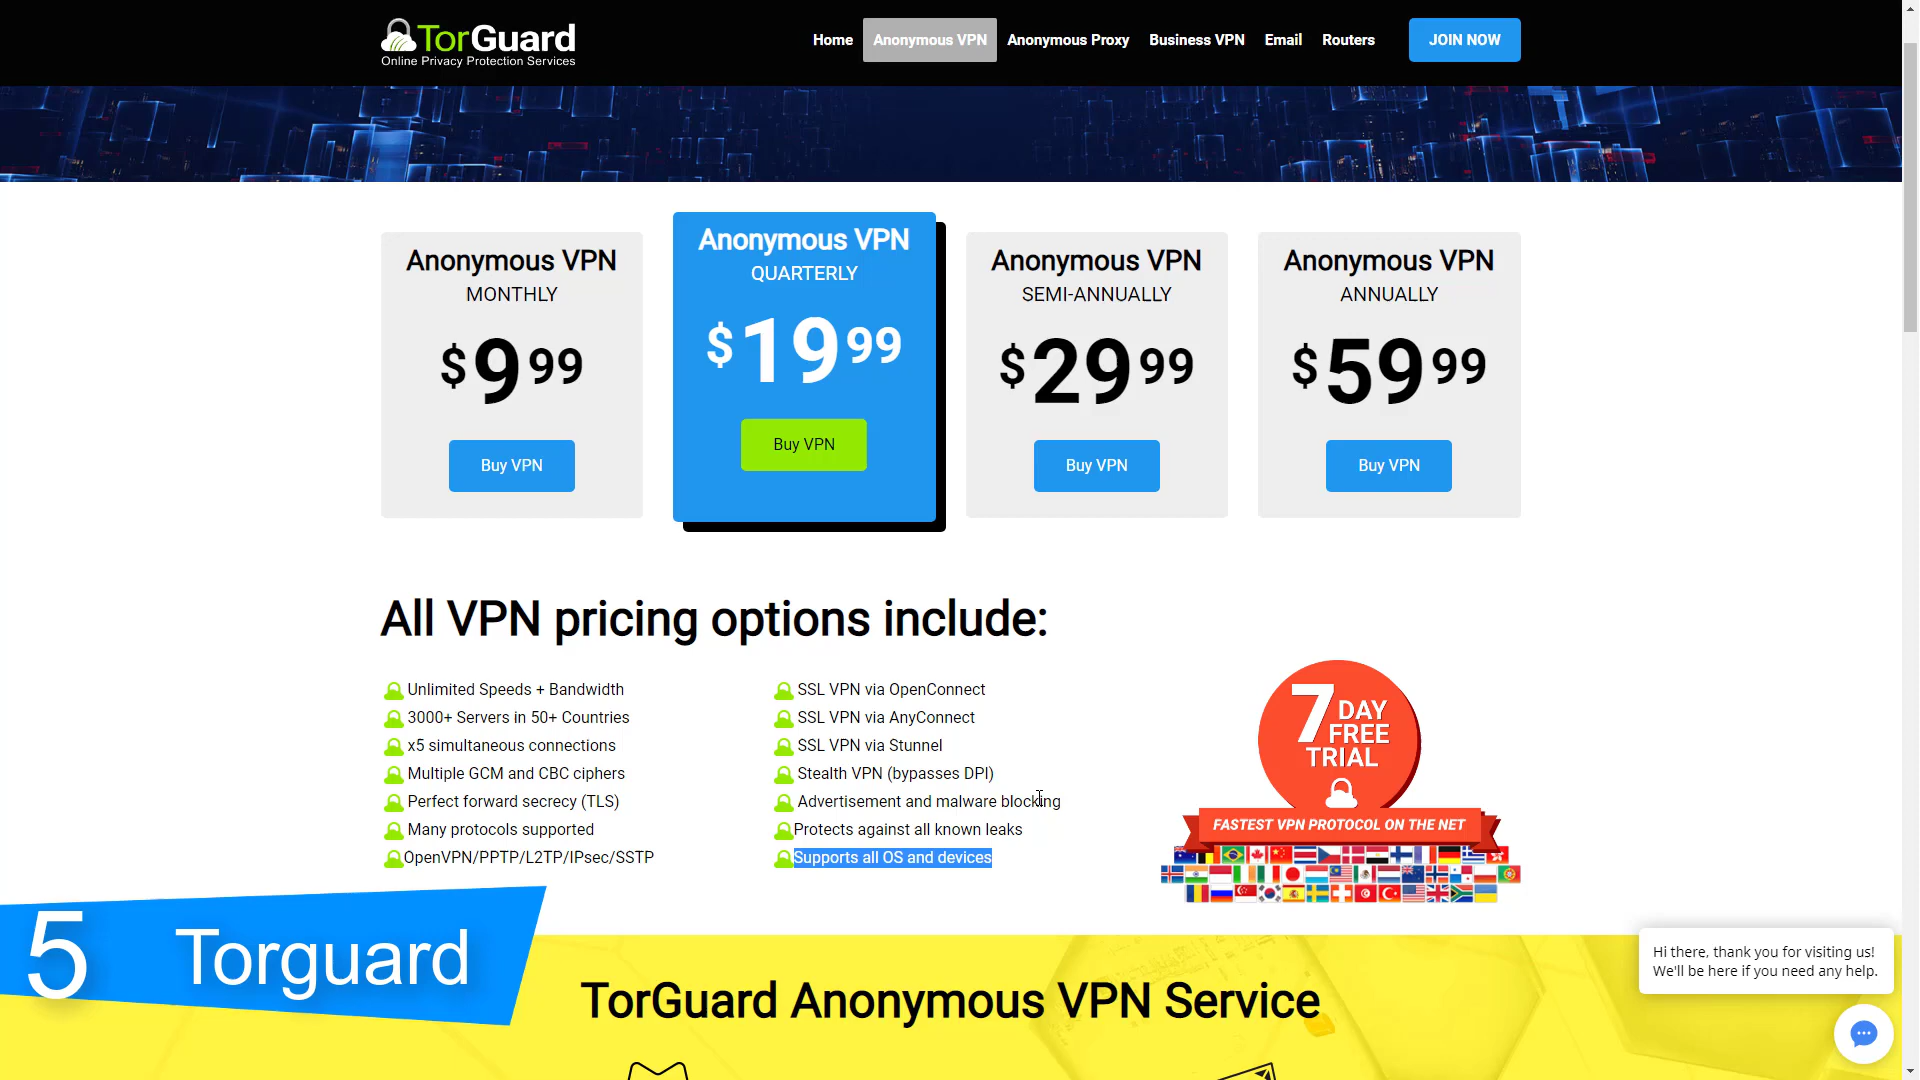 TorGuard
Online Privacy Protection Services
Home Anonymous VPN Anonymous Proxy Business VPN Email Routers JOIN NOW
Anonymous VPN
MONTHLY
$9 99
Buy VPN
Anonymous VPN
QUARTERLY
$19 99
Buy VPN
Anonymous VPN
SEMI-ANNUALLY
$29 99
Buy VPN
Anonymous VPN
ANNUALLY
$59 99
Buy VPN
All VPN pricing options include:
Unlimited Speeds + Bandwidth
3000+ Servers in 50+ Countries
x5 simultaneous connections
Multiple GCM and CBC ciphers
Perfect forward secrecy (TLS)
Many protocols supported
OpenVPN/PPTP/L2TP/IPsec/SSTP
SSL VPN via OpenConnect
SSL VPN via AnyConnect
SSL VPN via Stunnel
Stealth VPN (bypasses DPI)
Advertisement and malware blocking
Protects against all known leaks
Supports all OS and devices
7 DAY
FREE
TRIAL
FASTEST VPN PROTOCOL ON THE NET
5 Torguard
TorGuard Anonymous VPN Service
Hi there, thank you for visiting us!
We'll be here if you need any help.